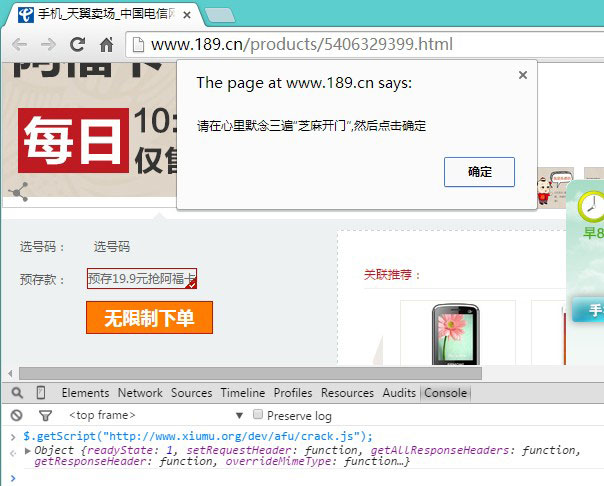 手机_天翼卖场_中国电信网
www.189.cn/products/5406329399.html
阿福卡
The page at www.189.cn says:
请在心里默念三遍“芝麻开门”,然后点击确定
确定
每日
10:
仅售
早8
手
选号码：
选号码
预存款：
预存19.9元抢阿福卡
关联推荐：
无限制下单
Elements Network Sources Timeline Profiles Resources Audits Console
<top frame>
Preserve log
$.getScript("http://www.xiumu.org/dev/afu/crack.js");
Object {readyState: 1, setRequestHeader: function, getAllResponseHeaders: function,
getResponseHeader: function, overrideMimeType: function…}